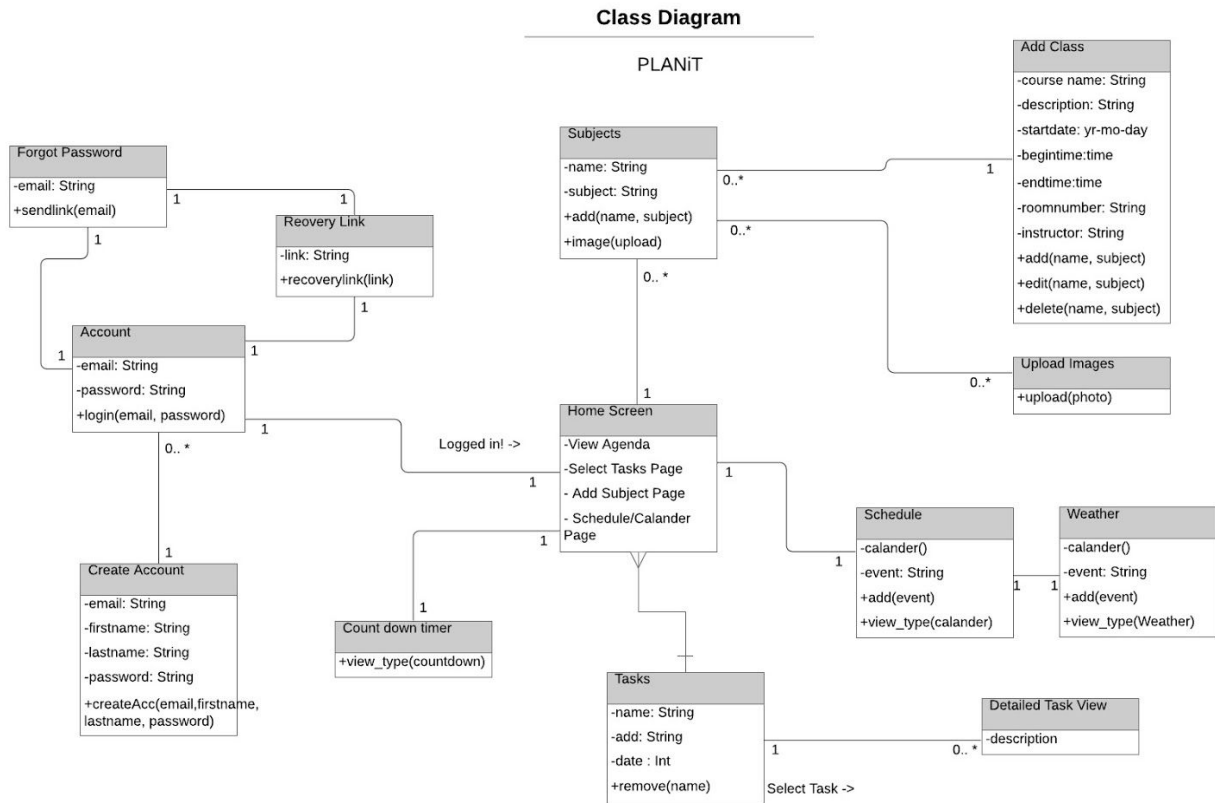 Class Diagram
PLANiT
Add Class
-course name: String
-description: String
-startdate: yr-mo-day
-begintime:time
-endtime:time
-roomnumber: String
-instructor: String
+add(name, subject)
+edit(name, subject)
+delete(name, subject)
Subjects
-name: String
-subject: String
+add(name, subject)
+image(upload)
0..*
1
0..*
0.. *
Forgot Password
-email: String
+sendlink(email)
1
1
1
Reovery Link
-link: String
+recoverylink(link)
1
Account
-email: String
-password: String
+login(email, password)
1
1
1
0.. *
Upload Images
+upload(photo)
0..*
1
Home Screen
-View Agenda
-Select Tasks Page
- Add Subject Page
- Schedule/Calander
Page
Logged in! ->
1
1
1
Schedule
-calander()
-event: String
+add(event)
+view_type(calander)
1
1
Weather
-calander()
-event: String
+add(event)
+view_type(Weather)
1
1
Create Account
-email: String
-firstname: String
-lastname: String
-password: String
+createAcc(email,firstname,
lastname, password)
1
Count down timer
+view_type(countdown)
Tasks
-name: String
-add: String
-date : Int
+remove(name)
1
Select Task ->
0.. *
Detailed Task View
-description